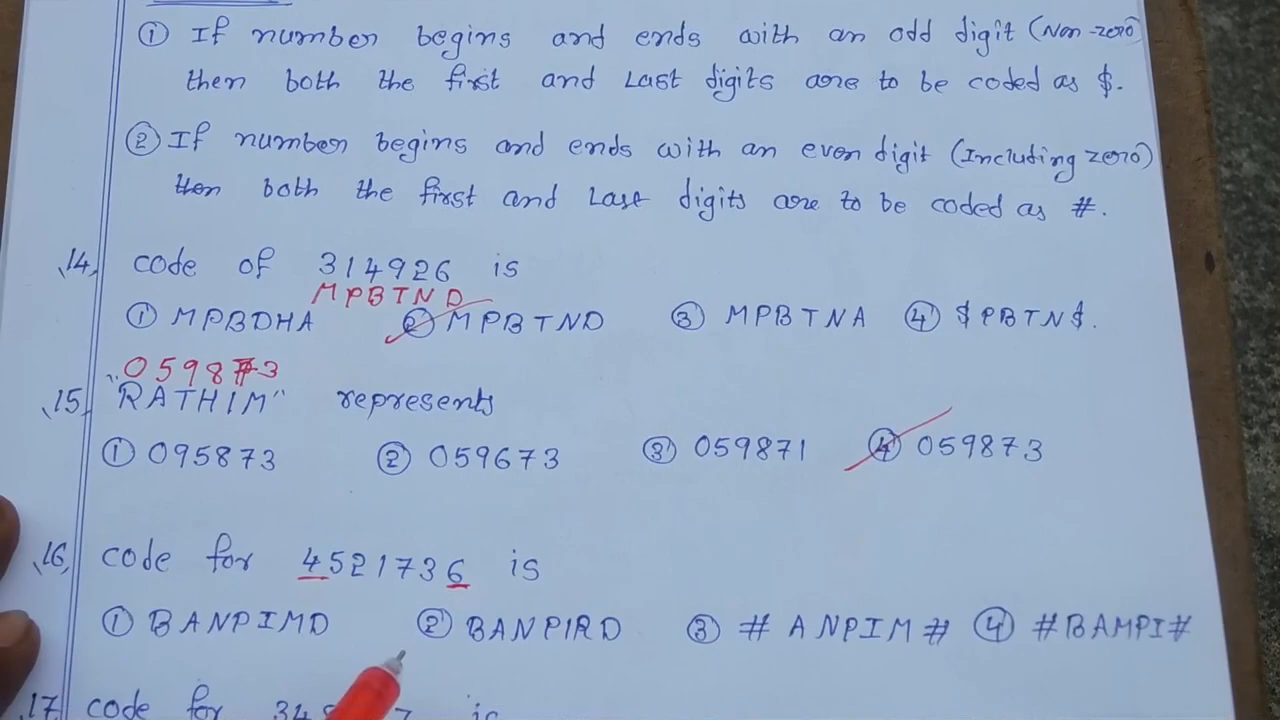 ① If number begins and ends with an odd digit (Non-zero)
then both the first and Last digits are to be coded as $.
② If number begins and ends with an even digit (Including zero)
then both the first and Last digits are to be coded as #.
14, code of 314926 is
MPBTND
① MPBDHA ② MPBTND ③ MPBTNA ④ $PBTN$.
059873
15, "RATHIM" represents
① 095873 ② 059673 ③ 059871 ④ 059873
16, code for 4521736 is
① BANPIMD ② BANPIRD ③ #ANPIM# ④ #BAMPI#
17, code for is